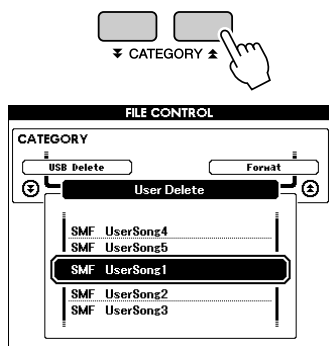 CATEGORY
FILE CONTROL
CATEGORY
USB Delete
Format
User Delete
SMF UserSong4
SMF UserSong5
SMF UserSong1
SMF UserSong2
SMF UserSong3